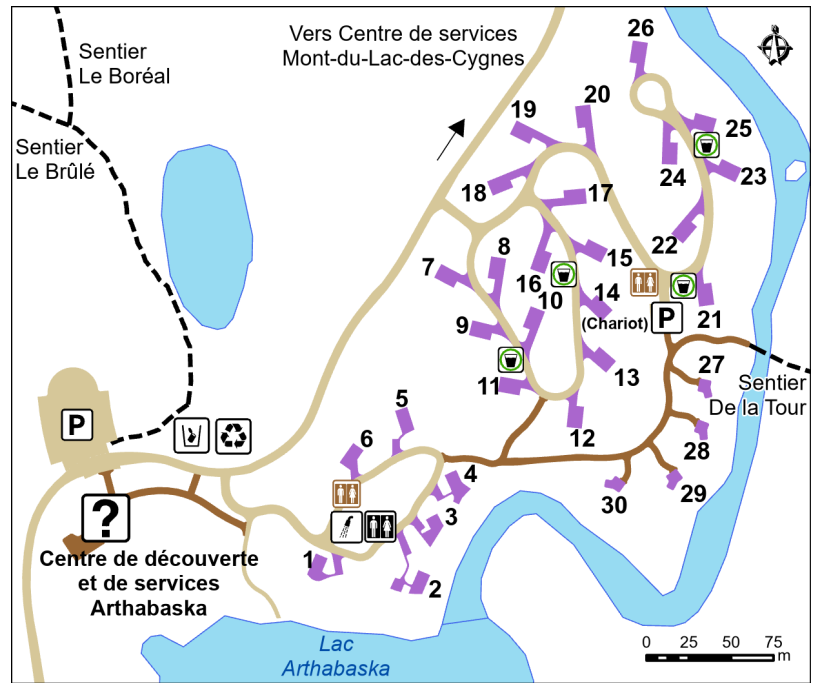 Vers Centre de services
Mont-du-Lac-des-Cygnes
Sentier
Le Boréal
Sentier
Le Brûlé
26
20
19
25
24
23
18
17
22
8
15
7
16
10
14
(Chariot)
P
21
9
27
Sentier
De la Tour
11
13
5
12
P
6
28
4
29
30
3
?
Centre de découverte
et de services
Arthabaska
1
2
Lac
Arthabaska
0 25 50 75
m